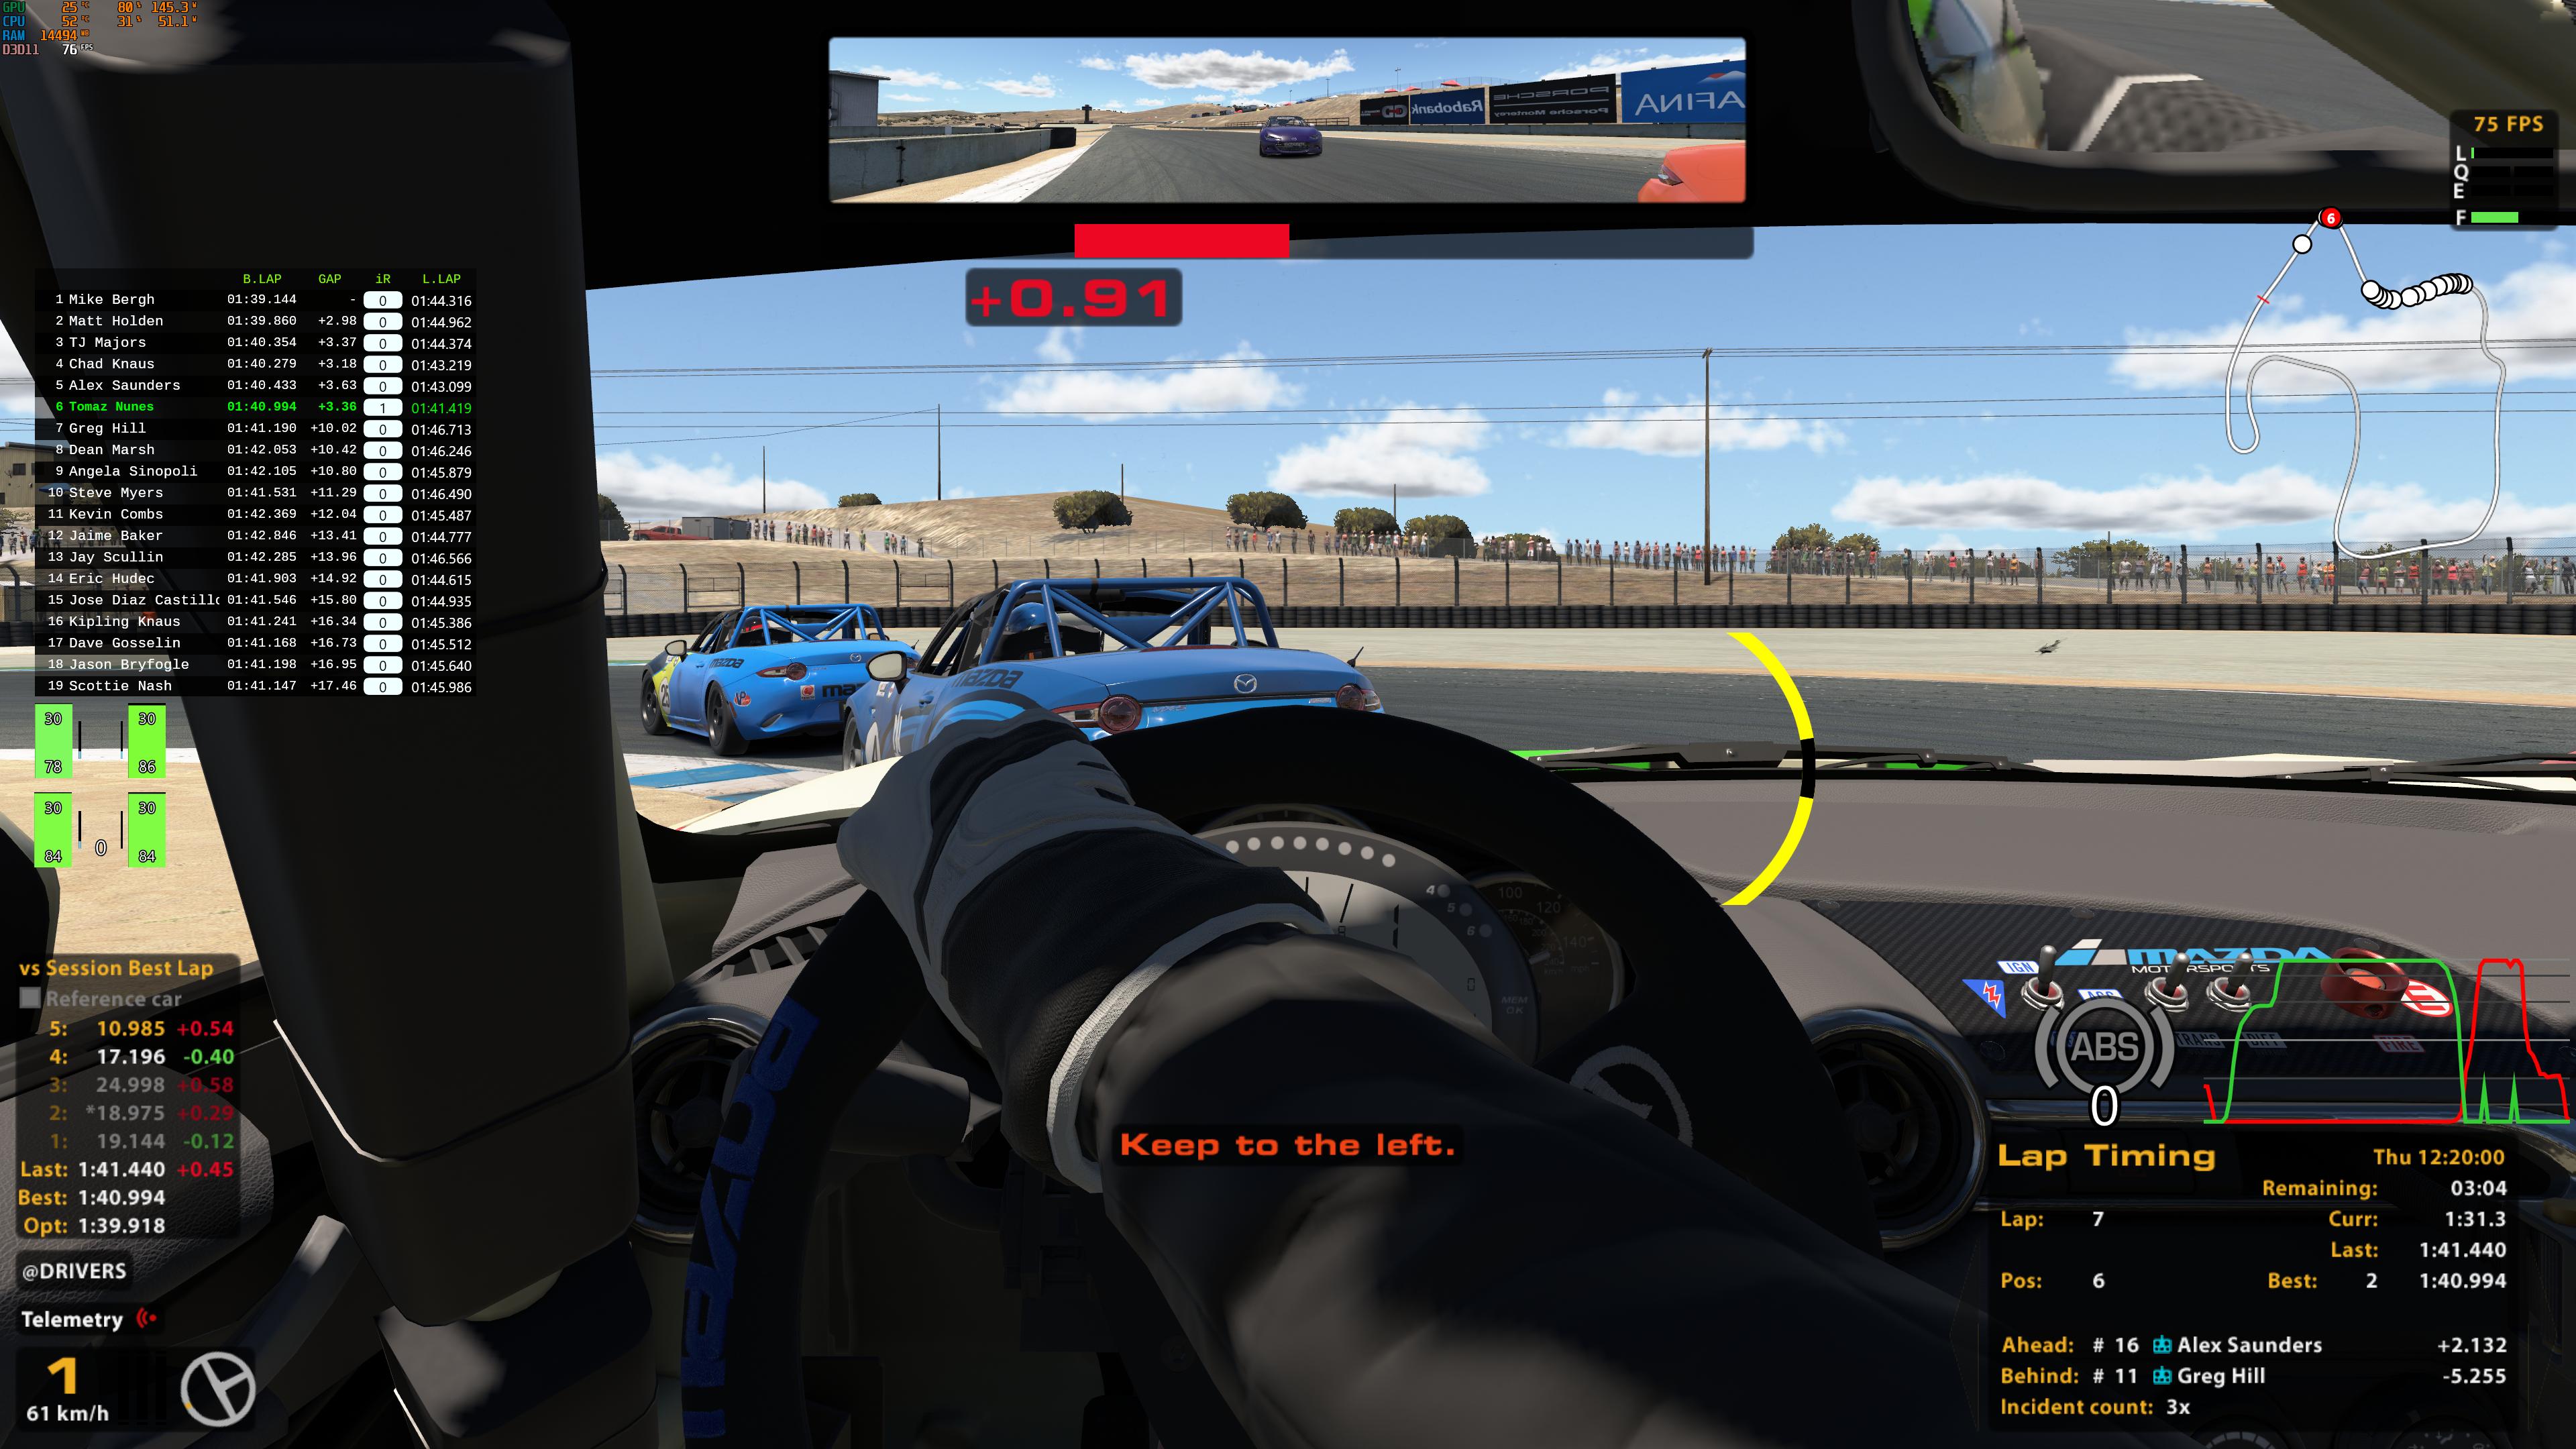 GPU 25 °C 80 % 145.3 W
CPU 52 °C 31 % 51.1 W
RAM 14494 MB
D3D11 76 FPS
75 FPS
L
Q
E
F
6
+0.91
B.LAP GAP iR L.LAP
1 Mike Bergh 01:39.144 - 0 01:44.316
2 Matt Holden 01:39.860 +2.98 0 01:44.962
3 TJ Majors 01:40.354 +3.37 0 01:44.374
4 Chad Knaus 01:40.279 +3.18 0 01:43.219
5 Alex Saunders 01:40.433 +3.63 0 01:43.099
6 Tomaz Nunes 01:40.994 +3.36 1 01:41.419
7 Greg Hill 01:41.190 +10.02 0 01:46.713
8 Dean Marsh 01:42.053 +10.42 0 01:46.246
9 Angela Sinopoli 01:42.105 +10.80 0 01:45.879
10 Steve Myers 01:41.531 +11.29 0 01:46.490
11 Kevin Combs 01:42.369 +12.04 0 01:45.487
12 Jaime Baker 01:42.846 +13.41 0 01:44.777
13 Jay Scullin 01:42.285 +13.96 0 01:46.566
14 Eric Hudec 01:41.903 +14.92 0 01:44.615
15 Jose Diaz Castillo 01:41.546 +15.80 0 01:44.935
16 Kipling Knaus 01:41.241 +16.34 0 01:45.386
17 Dave Gosselin 01:41.168 +16.73 0 01:45.512
18 Jason Bryfogle 01:41.198 +16.95 0 01:45.640
19 Scottie Nash 01:41.147 +17.46 0 01:45.986
30 30
78 86
30 30
84 0 84
mazda
mazda
4
5
6
100
120
140
MEM
OK
vs Session Best Lap
Reference car
5: 10.985 +0.54
4: 17.196 -0.40
3: 24.998 +0.58
2: *18.975 +0.29
1: 19.144 -0.12
Last: 1:41.440 +0.45
Best: 1:40.994
Opt: 1:39.918
@DRIVERS
Telemetry
1
61 km/h
IGN
MAZDA
MOTORSPORTS
E
TRANS
DIFF
FIRE
ABS
0
Keep to the left.
Lap Timing Thu 12:20:00
Remaining: 03:04
Lap: 7 Curr: 1:31.3
Last: 1:41.440
Pos: 6 Best: 2 1:40.994
Ahead: # 16 Alex Saunders +2.132
Behind: # 11 Greg Hill -5.255
Incident count: 3x